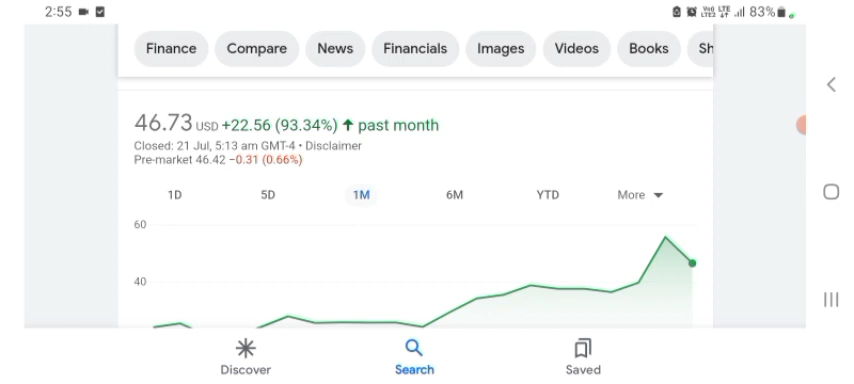 2:55 83%
Finance Compare News Financials Images Videos Books Sh
46.73 USD +22.56 (93.34%) ↑ past month
Closed: 21 Jul, 5:13 am GMT-4 • Disclaimer
Pre-market 46.42 −0.31 (0.66%)
1D 5D 1M 6M YTD More
60
40
Discover Search Saved